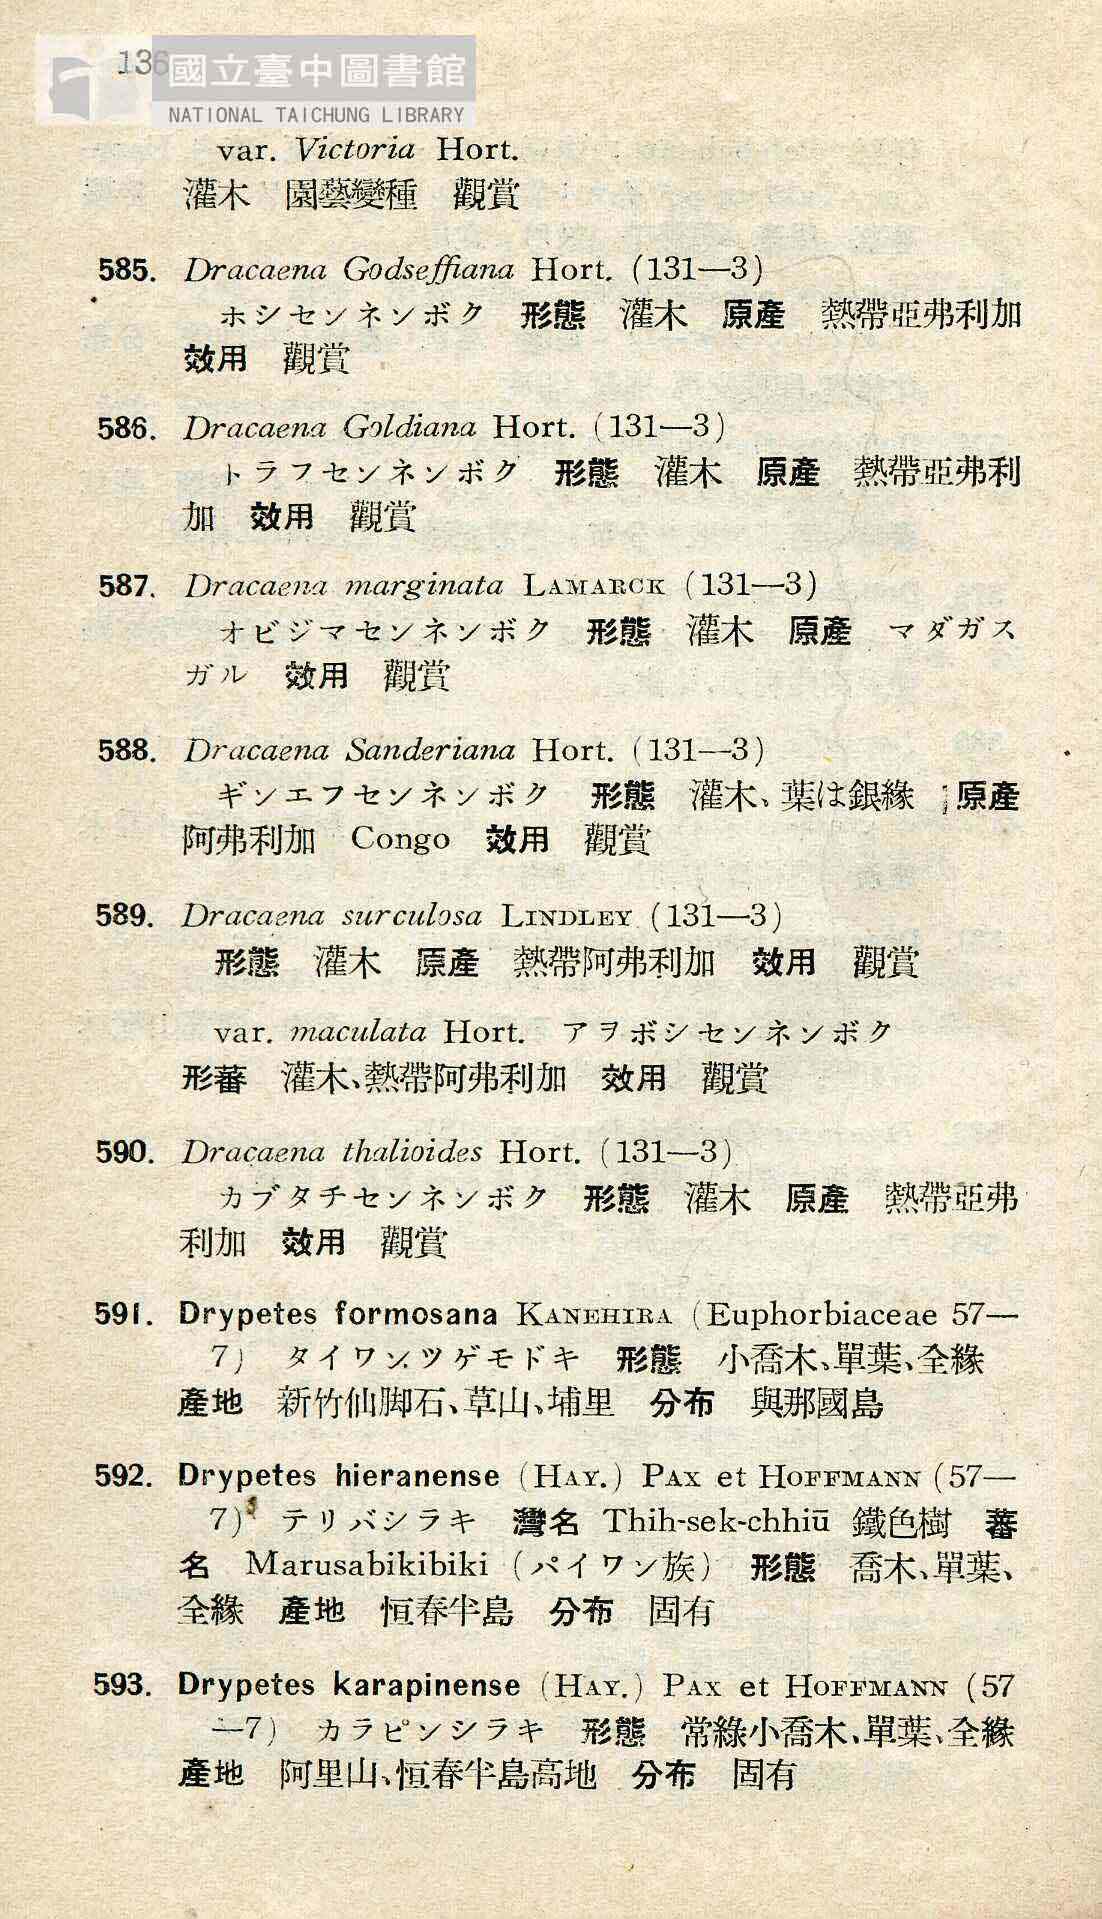 136
國立臺中圖書館
NATIONAL TAICHUNG LIBRARY
var. Victoria Hort.
灌木 園藝變種 觀賞
585. Dracaena Godseffiana Hort. (131—3)
ホシセンネンボク 形態 灌木 原產 熱帶亞弗利加
效用 觀賞
586. Dracaena Goldiana Hort. (131—3)
トラフセンネンボク 形態 灌木 原產 熱帶亞弗利
加 效用 觀賞
587. Dracaena marginata LAMARCK (131—3)
オビジマセンネンボク 形態 灌木 原產 マダガス
ガル 效用 觀賞
588. Dracaena Sanderiana Hort. (131—3)
ギンエフセンネンボク 形態 灌木、葉は銀緣 原產
阿弗利加 Congo 效用 觀賞
589. Dracaena surculosa LINDLEY (131—3)
形態 灌木 原產 熱帶阿弗利加 效用 觀賞
var. maculata Hort. アヲボシセンネンボク
形蕃 灌木、熱帶阿弗利加 效用 觀賞
590. Dracaena thalioides Hort. (131—3)
カブタチセンネンボク 形態 灌木 原產 熱帶亞弗
利加 效用 觀賞
591. Drypetes formosana KANEHIRA (Euphorbiaceae 57—
7) タイワンツゲモドキ 形態 小喬木、單葉、全緣
產地 新竹仙脚石、草山、埔里 分布 與那國島
592. Drypetes hieranense (HAY.) PAX et HOFFMANN (57—
7) テリバシラキ 灣名 Thih-sek-chhiū 鐵色樹 蕃
名 Marusabikibiki (パイワン族) 形態 喬木、單葉、
全緣 產地 恒春半島 分布 固有
593. Drypetes karapinense (HAY.) PAX et HOFFMANN (57
—7) カラピンシラキ 形態 常綠小喬木、單葉、全緣
產地 阿里山、恒春半島高地 分布 固有